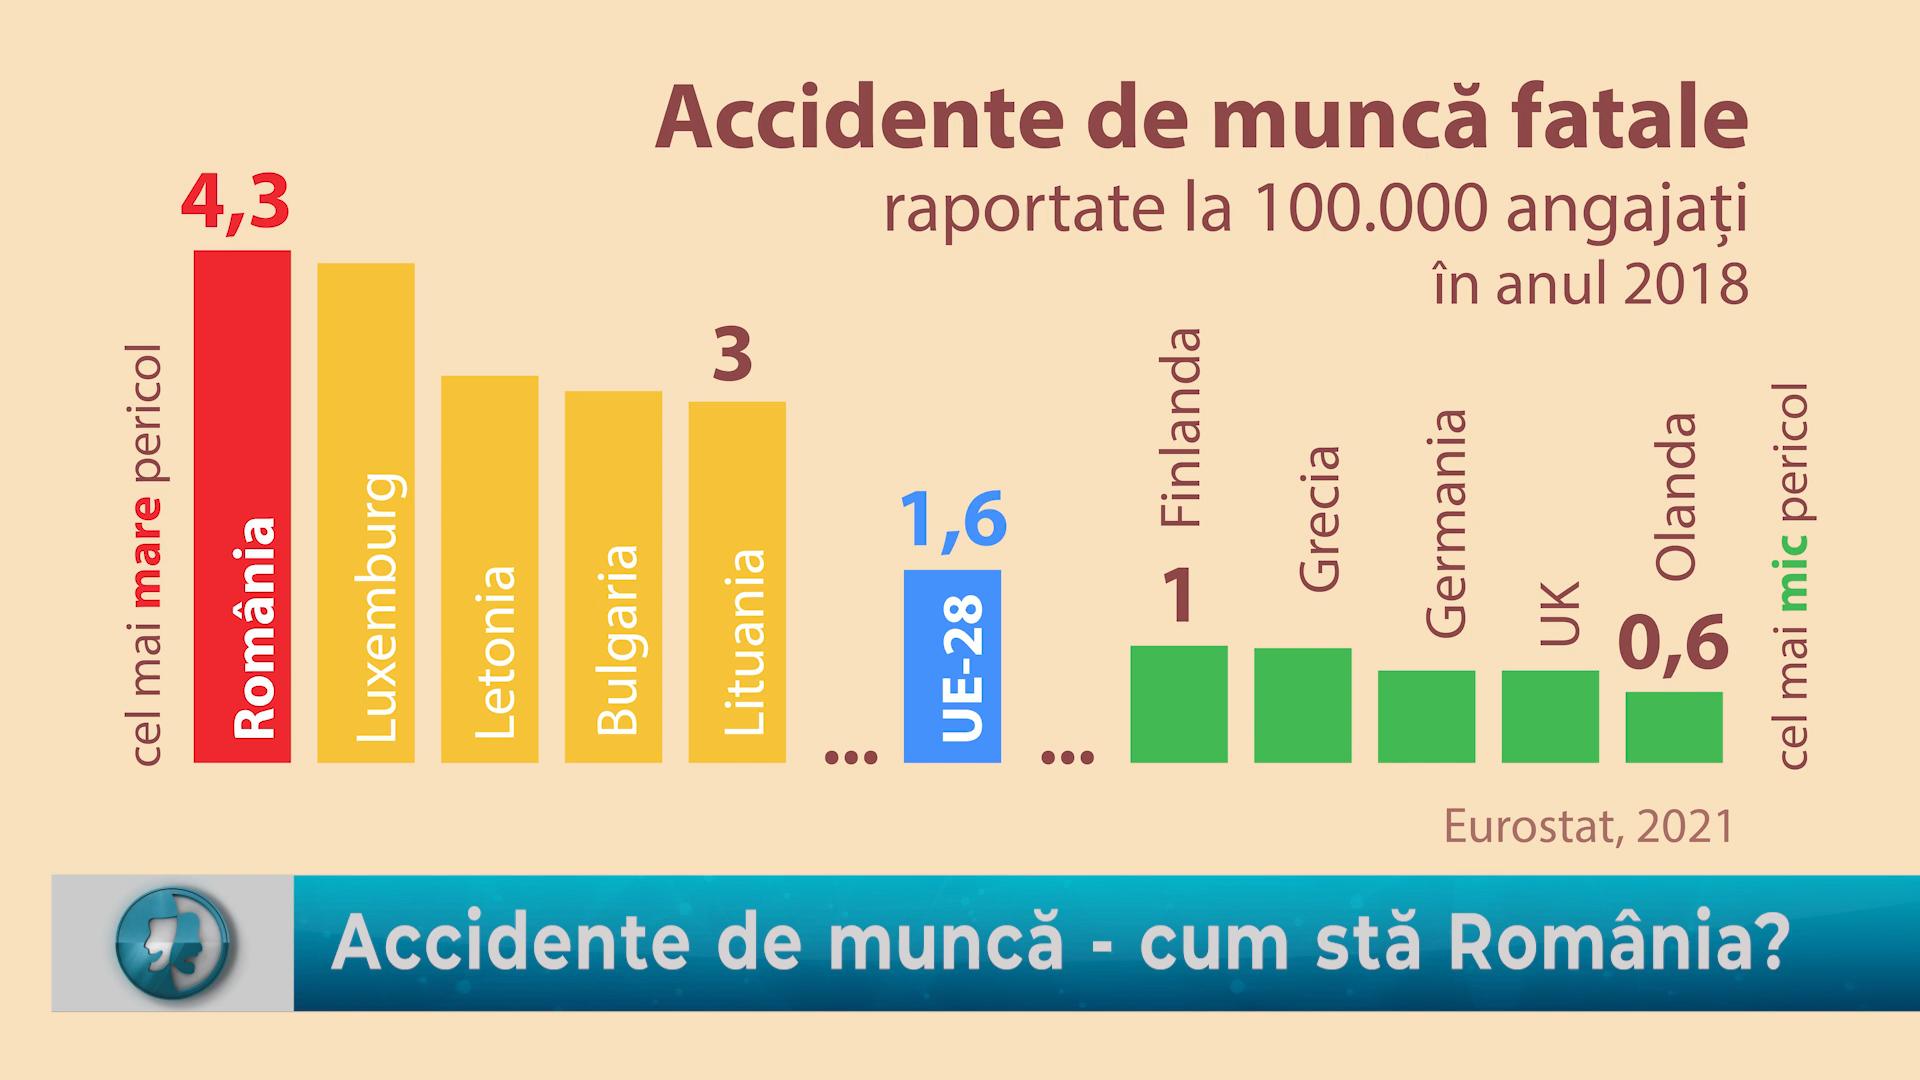 Accidente de muncă fatale
raportate la 100.000 angajați
în anul 2018
cel mai mare pericol
4,3
România
Luxemburg
Letonia
Bulgaria
3
Lituania
...
1,6
UE-28
...
Finlanda
1
Grecia
Germania
UK
Olanda
0,6
cel mai mic pericol
Eurostat, 2021
Accidente de muncă - cum stă România?